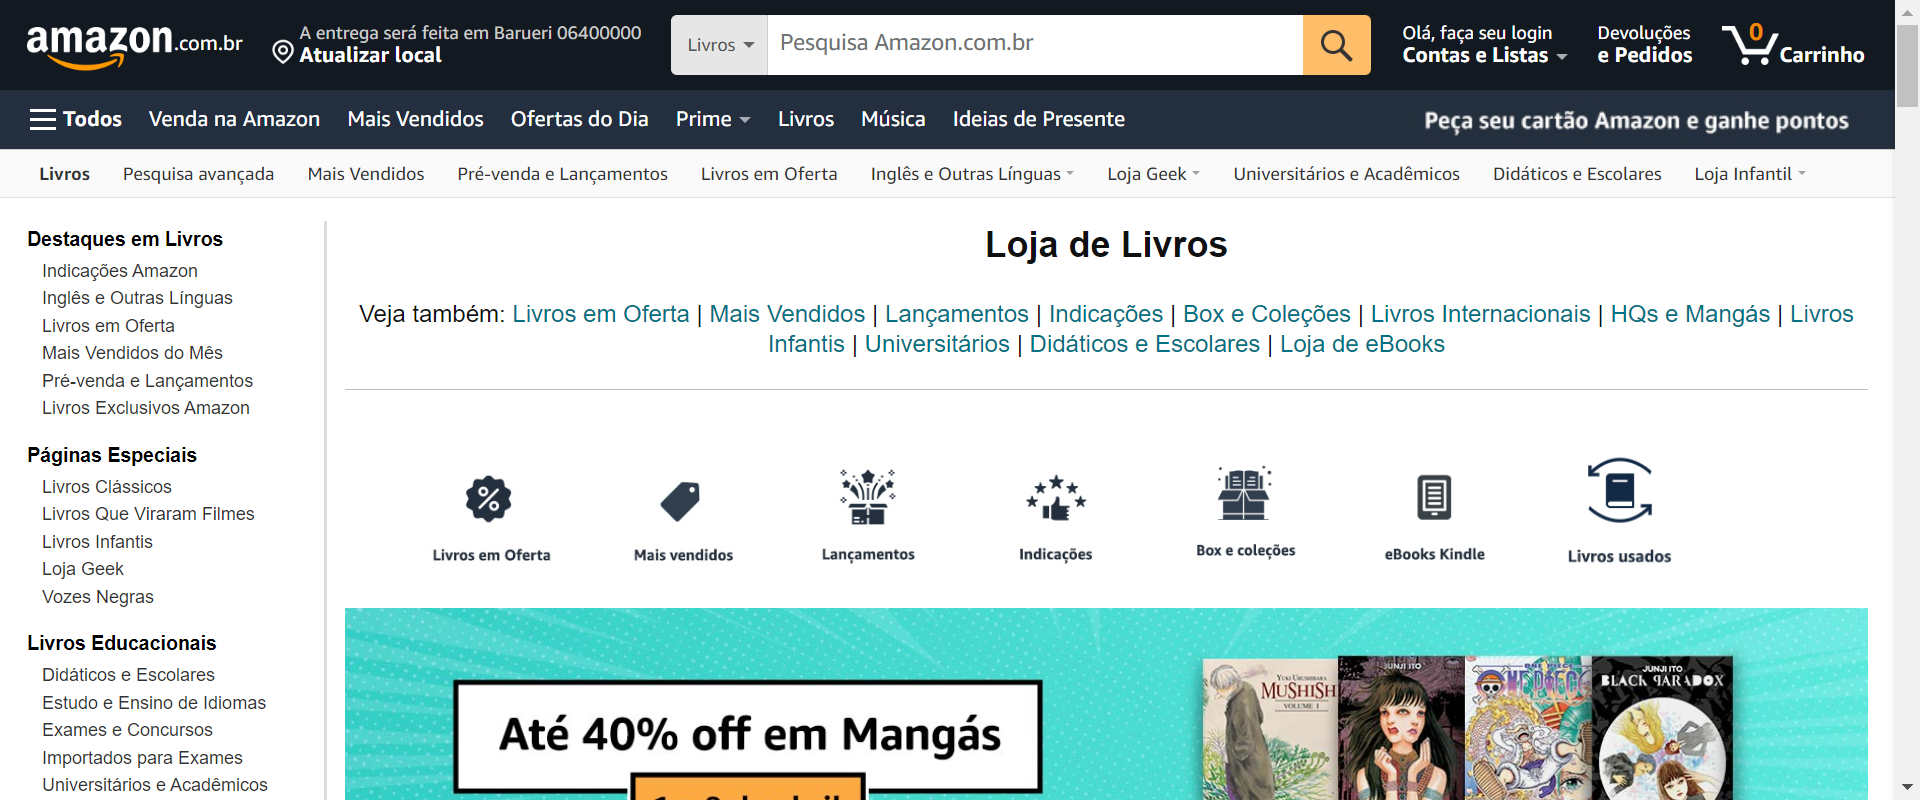 amazon.com.br
A entrega será feita em Barueri 06400000
Atualizar local
Livros
Pesquisa Amazon.com.br
Olá, faça seu login
Contas e Listas
Devoluções
e Pedidos
0
Carrinho
Todos
Venda na Amazon
Mais Vendidos
Ofertas do Dia
Prime
Livros
Música
Ideias de Presente
Peça seu cartão Amazon e ganhe pontos
Livros
Pesquisa avançada
Mais Vendidos
Pré-venda e Lançamentos
Livros em Oferta
Inglês e Outras Línguas
Loja Geek
Universitários e Acadêmicos
Didáticos e Escolares
Loja Infantil
Destaques em Livros
Indicações Amazon
Inglês e Outras Línguas
Livros em Oferta
Mais Vendidos do Mês
Pré-venda e Lançamentos
Livros Exclusivos Amazon
Páginas Especiais
Livros Clássicos
Livros Que Viraram Filmes
Livros Infantis
Loja Geek
Vozes Negras
Livros Educacionais
Didáticos e Escolares
Estudo e Ensino de Idiomas
Exames e Concursos
Importados para Exames
Universitários e Acadêmicos
Loja de Livros
Veja também: Livros em Oferta | Mais Vendidos | Lançamentos | Indicações | Box e Coleções | Livros Internacionais | HQs e Mangás | Livros
Infantis | Universitários | Didáticos e Escolares | Loja de eBooks
Livros em Oferta
Mais vendidos
Lançamentos
Indicações
Box e coleções
eBooks Kindle
Livros usados
Até 40% off em Mangás
YUKI URUSHIBARA
MUSHISHI
VOLUME 1
JUNJI ITO
ONE PIECE
JUNJI ITO
BLACK PARADOX